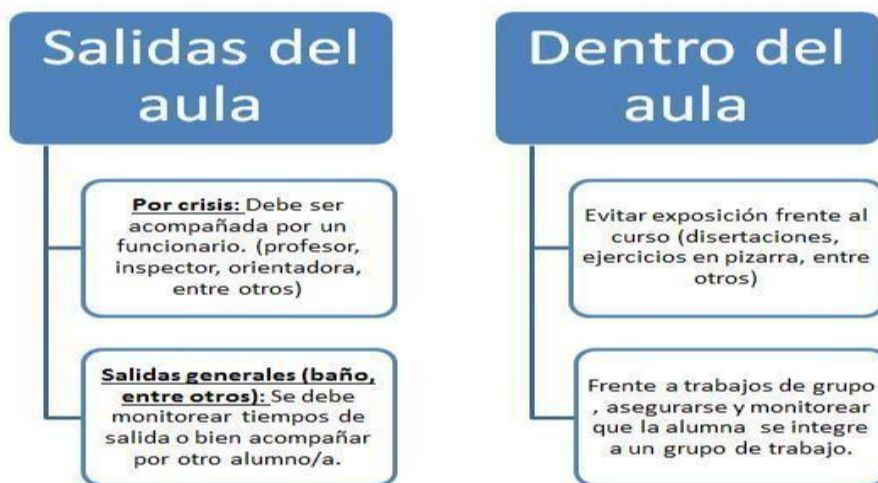 Salidas del
aula
Por crisis: Debe ser
acompañada por un
funcionario. (profesor,
inspector, orientadora,
entre otros)
Salidas generales (baño,
entre otros): Se debe
monitorear tiempos de
salida o bien acompañar
por otro alumno/a.
Dentro del
aula
Evitar exposición frente al
curso (disertaciones,
ejercicios en pizarra, entre
otros)
Frente a trabajos de grupo
, asegurarse y monitorear
que la alumna se integre
a un grupo de trabajo.